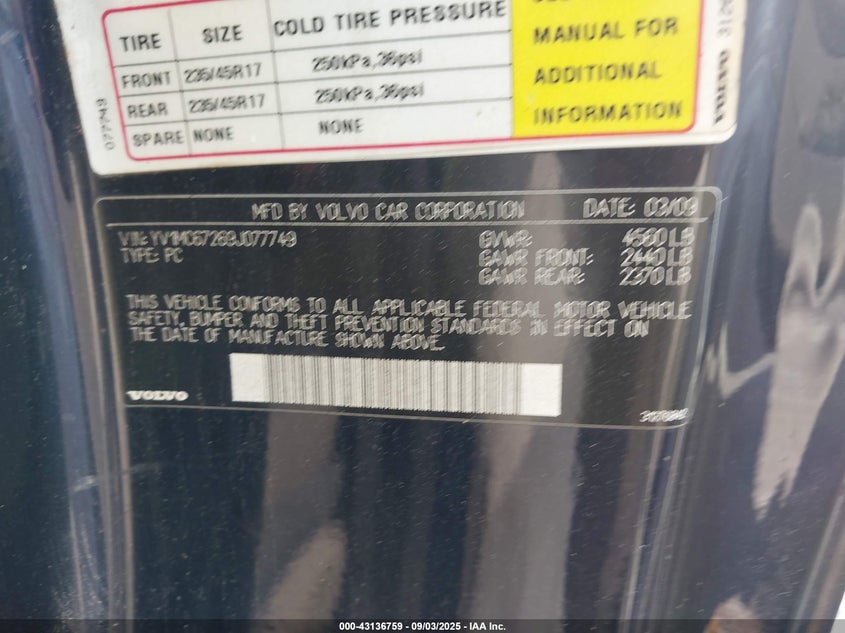 TIRE SIZE COLD TIRE PRESSURE
FRONT 235/45R17 250kPa,36psi
REAR 235/45R17 250kPa,36psi
SPARE NONE NONE
MANUAL FOR
ADDITIONAL
INFORMATION
VOLVO
077749
MFD BY VOLVO CAR CORPORATION DATE: 03/09
VIN: YV1MC67269J077749
TYPE: PC
GVWR: 4560 LB
GAWR FRONT: 2440 LB
GAWR REAR: 2370 LB
THIS VEHICLE CONFORMS TO ALL APPLICABLE FEDERAL MOTOR VEHICLE
SAFETY, BUMPER AND THEFT PREVENTION STANDARDS IN EFFECT ON
THE DATE OF MANUFACTURE SHOWN ABOVE.
VOLVO
000-43136759 - 09/03/2025 - IAA Inc.